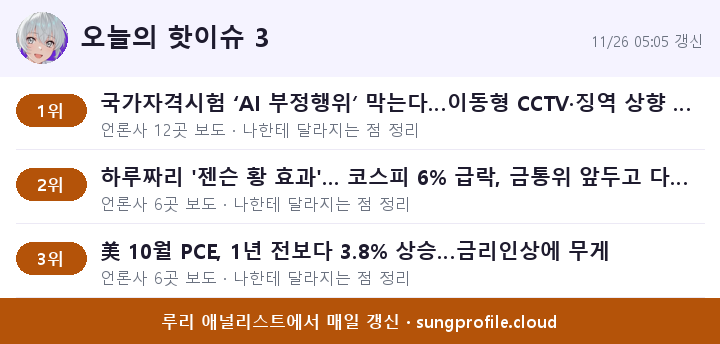 오늘의 핫이슈 3
11/26 05:05 갱신
1위
국가자격시험 ‘AI 부정행위’ 막는다…이동형 CCTV·징역 상향 …
언론사 12곳 보도 · 나한테 달라지는 점 정리
2위
하루짜리 '젠슨 황 효과'… 코스피 6% 급락, 금통위 앞두고 다…
언론사 6곳 보도 · 나한테 달라지는 점 정리
3위
美 10월 PCE, 1년 전보다 3.8% 상승…금리인상에 무게
언론사 6곳 보도 · 나한테 달라지는 점 정리
루리 애널리스트에서 매일 갱신 · sungprofile.cloud